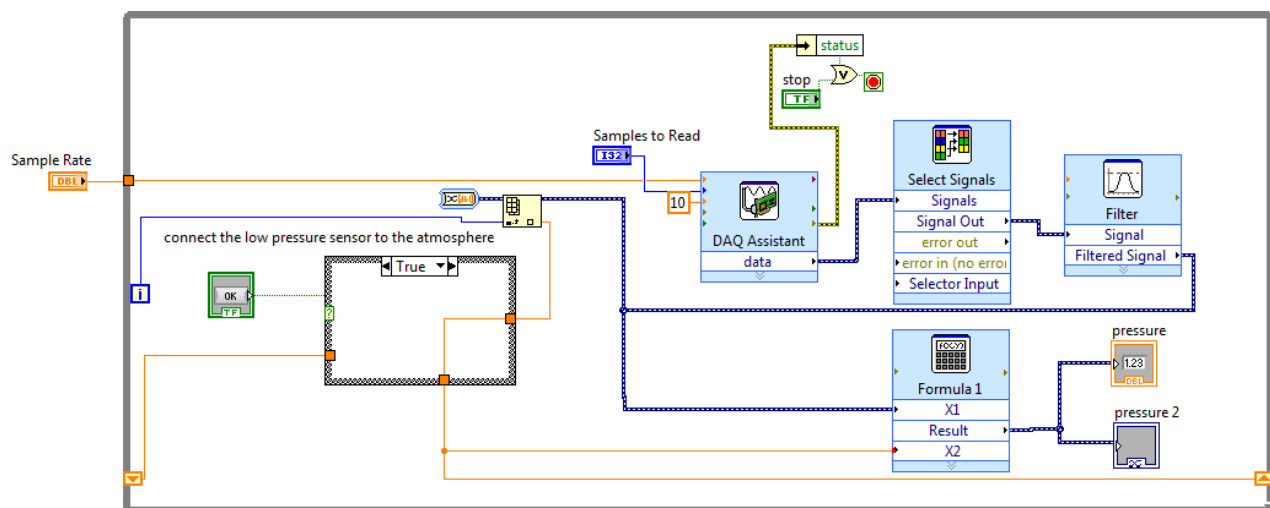 status
stop
TF
Samples to Read
I32
Sample Rate
DBL
10
DAQ Assistant
data
Select Signals
Signals
Signal Out
error out
error in (no erro
Selector Input
Filter
Signal
Filtered Signal
connect the low pressure sensor to the atmosphere
True
i
OK
TF
?
Formula 1
X1
Result
X2
pressure
1.23
DBL
pressure 2